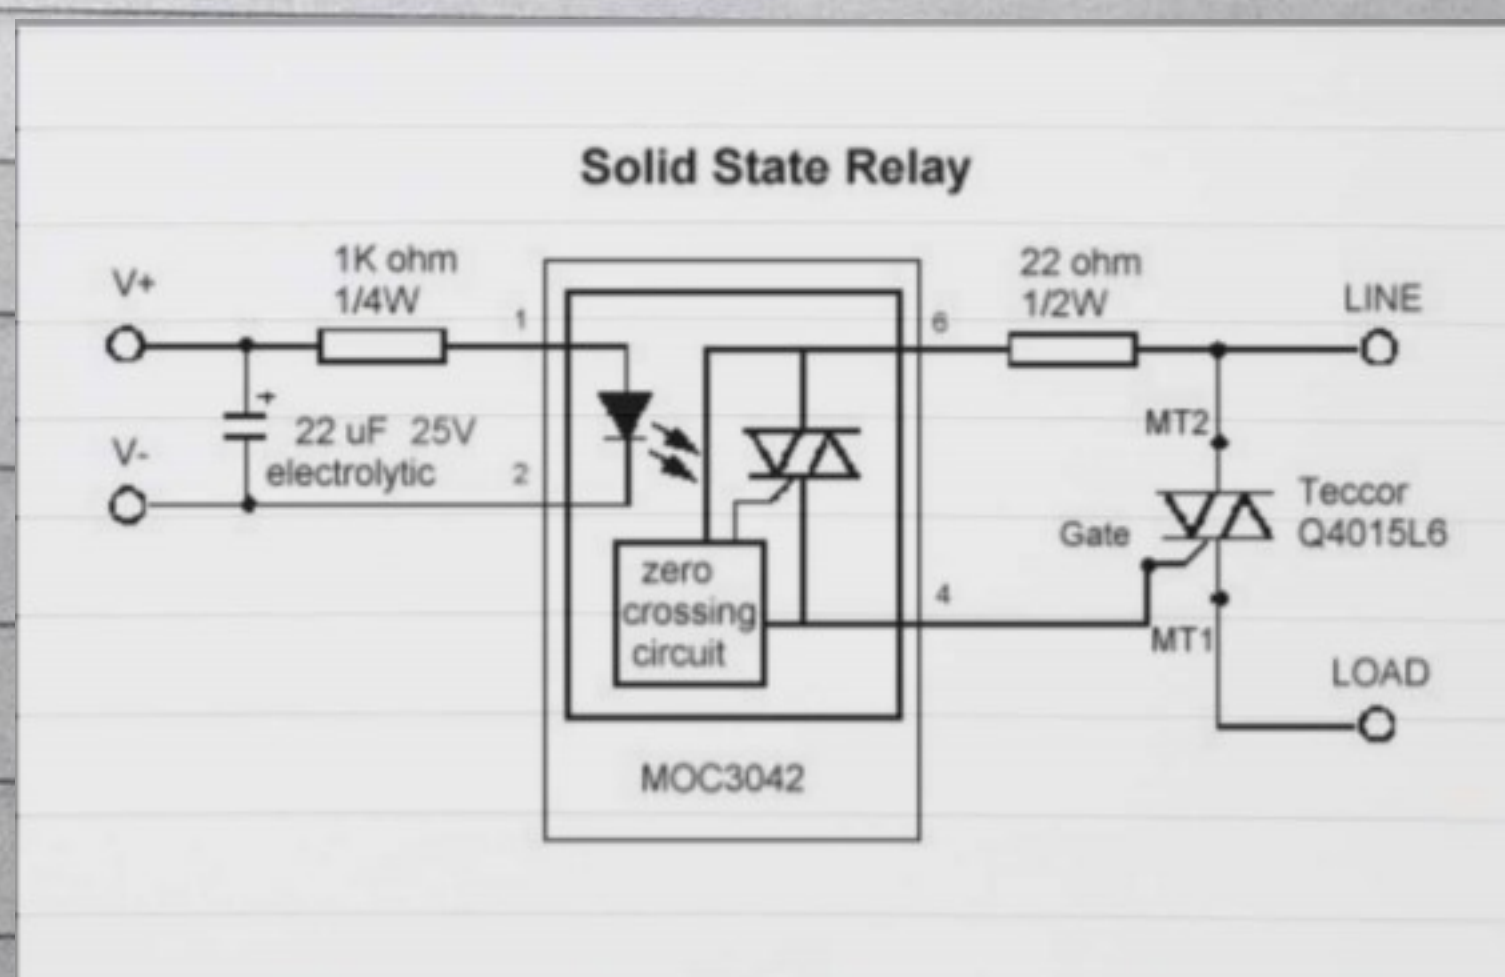 Solid State Relay
V+
1K ohm
1/4W
1
6
22 ohm
1/2W
LINE
+
22 uF 25V
electrolytic
V-
2
MT2
Teccor
Q4015L6
Gate
zero
crossing
circuit
4
MT1
LOAD
MOC3042